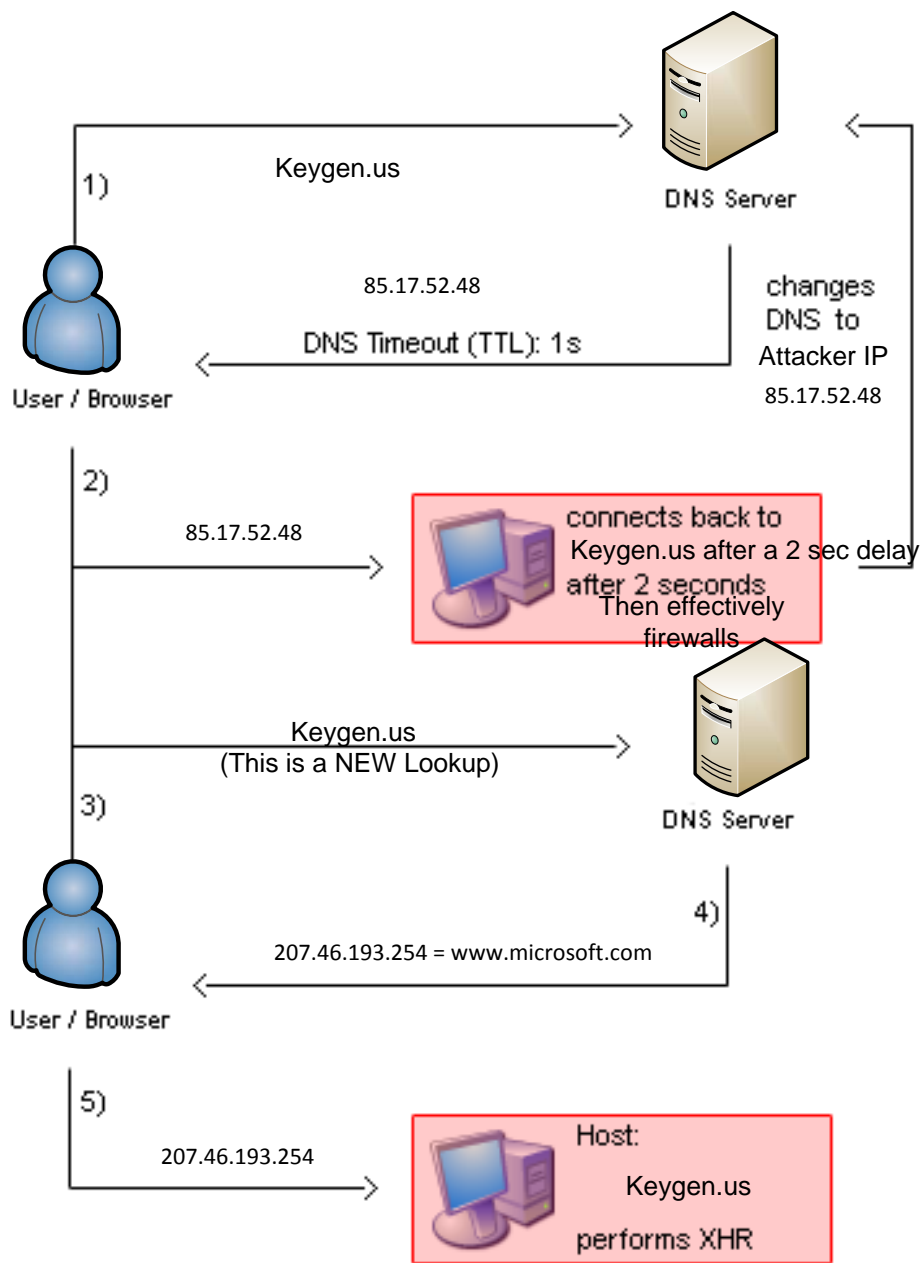 1)
Keygen.us
DNS Server
85.17.52.48
DNS Timeout (TTL): 1s
changes
DNS to
Attacker IP
85.17.52.48
User / Browser
2)
85.17.52.48
connects back to
Keygen.us after a 2 sec delay
after 2 seconds
Then effectively
firewalls
Keygen.us
(This is a NEW Lookup)
3)
DNS Server
4)
207.46.193.254 = www.microsoft.com
User / Browser
5)
207.46.193.254
Host:
Keygen.us
performs XHR